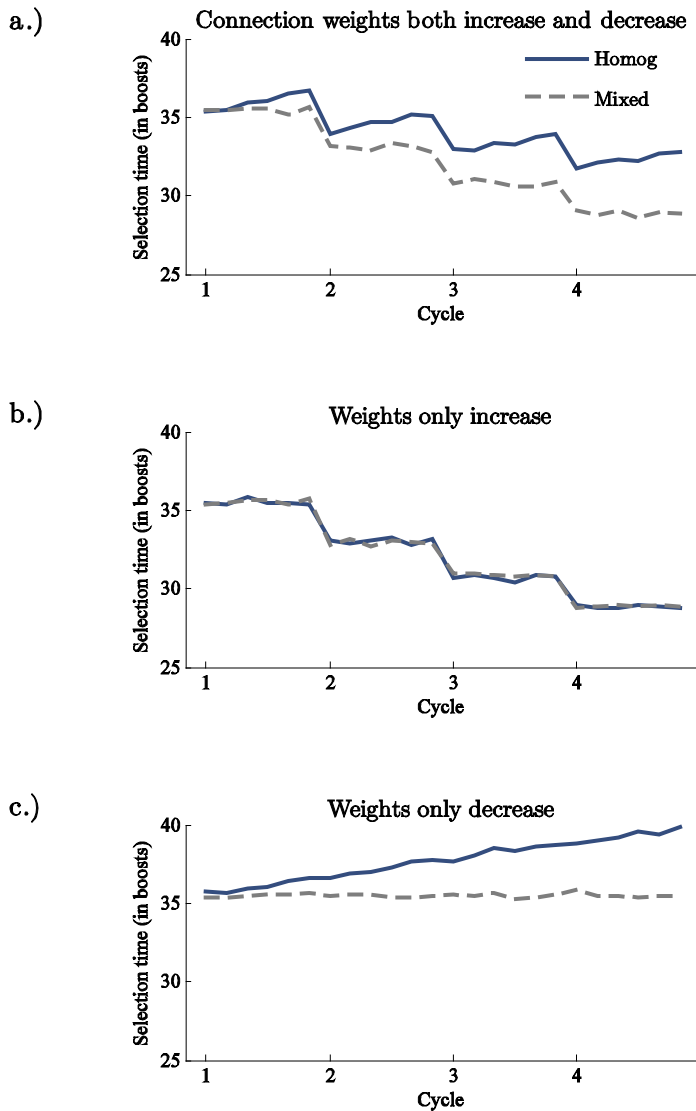 a.)
Connection weights both increase and decrease
Homog
Mixed
Selection time (in boosts)
40
35
30
25
1 2 3 4
Cycle
b.)
Weights only increase
Selection time (in boosts)
40
35
30
25
1 2 3 4
Cycle
c.)
Weights only decrease
Selection time (in boosts)
40
35
30
25
1 2 3 4
Cycle